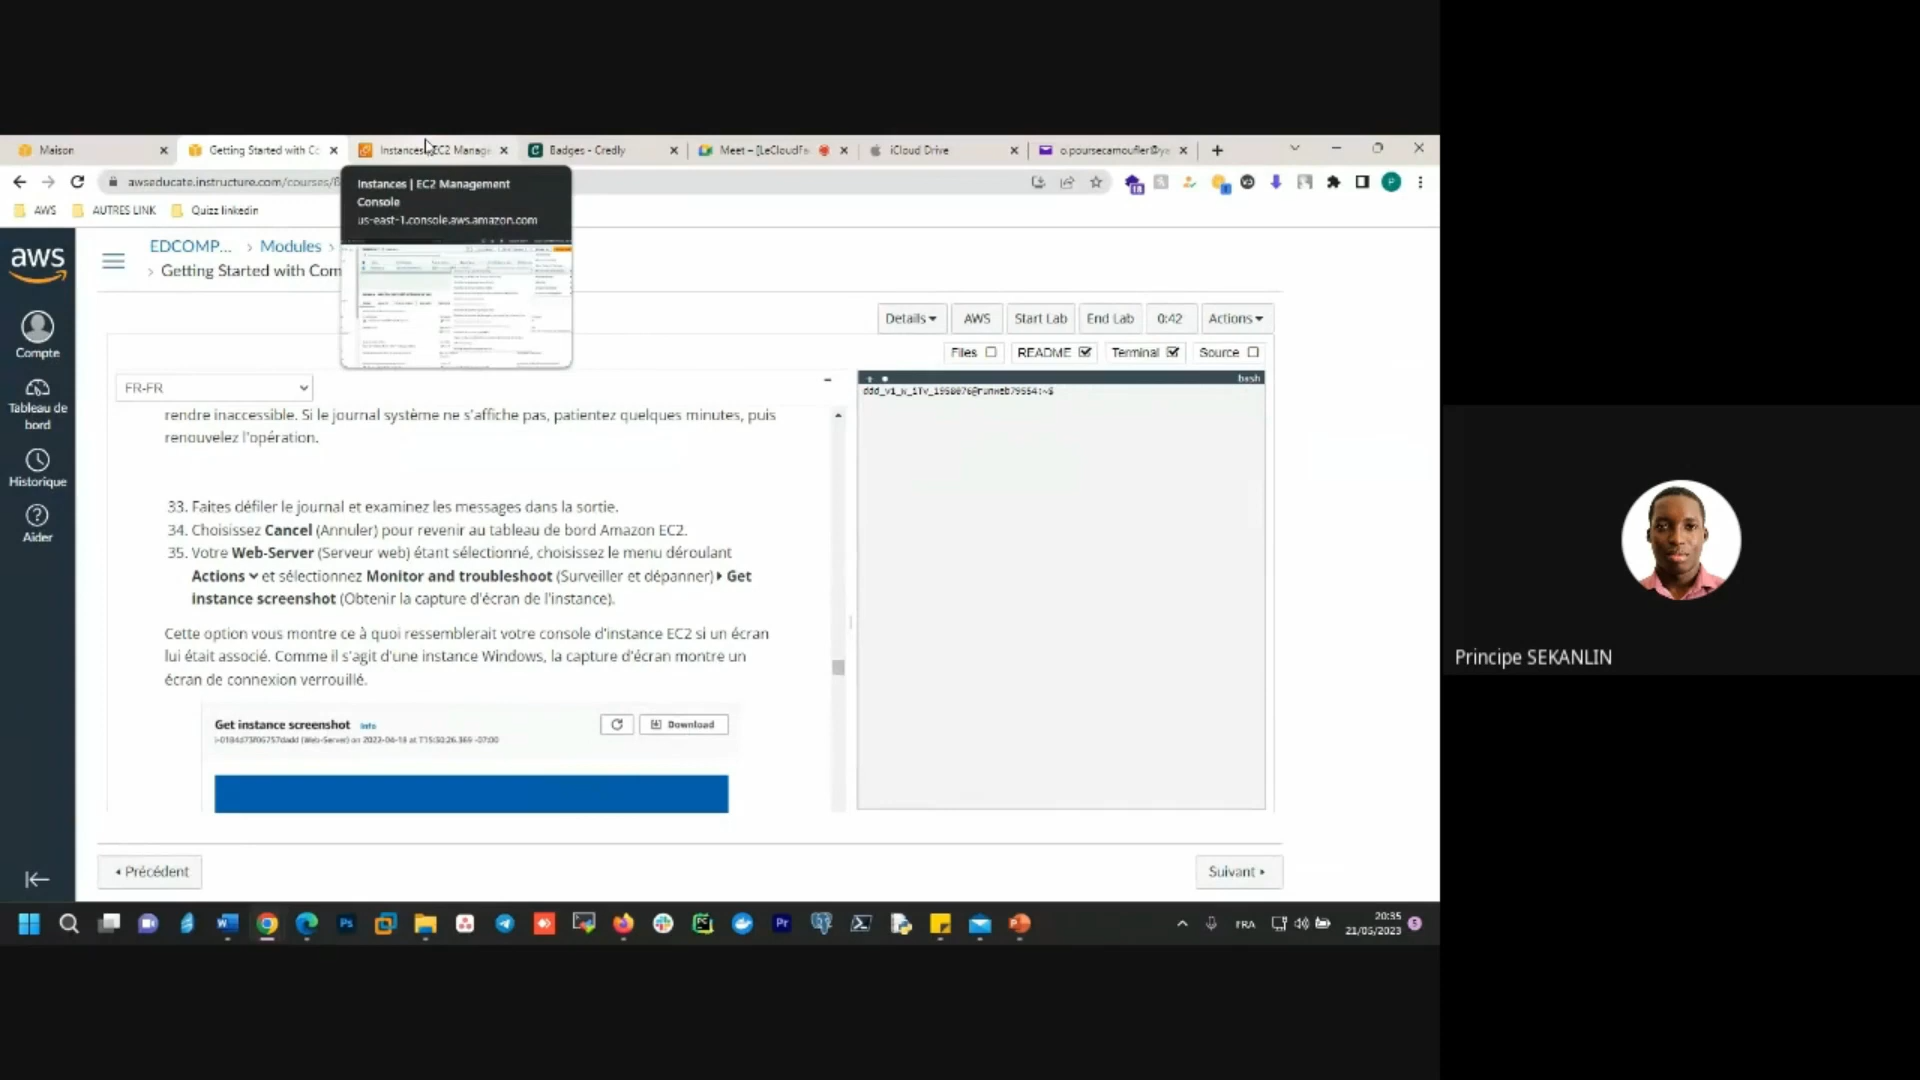 Maison
Getting Started with Co
Instances | EC2 Manage
Badges - Credly
Meet – [LeCloudFa
iCloud Drive
o.poursecamoufler@ya
awseducate.instructure.com/courses/
Instances | EC2 Management
Console
us-east-1.console.aws.amazon.com
AWS
AUTRES LINK
Quizz linkedin
aws
Compte
Tableau de
bord
Historique
Aider
EDCOMP... › Modules ›
› Getting Started with Com
Details
AWS
Start Lab
End Lab
0:42
Actions
Files
README
Terminal
Source
FR-FR
bash
rendre inaccessible. Si le journal système ne s'affiche pas, patientez quelques minutes, puis
renouvelez l'opération.
33. Faites défiler le journal et examinez les messages dans la sortie.
34. Choisissez Cancel (Annuler) pour revenir au tableau de bord Amazon EC2.
35. Votre Web-Server (Serveur web) étant sélectionné, choisissez le menu déroulant
Actions et sélectionnez Monitor and troubleshoot (Surveiller et dépanner) Get
instance screenshot (Obtenir la capture d'écran de l'instance).
Cette option vous montre ce à quoi ressemblerait votre console d'instance EC2 si un écran
lui était associé. Comme il s'agit d'une instance Windows, la capture d'écran montre un
écran de connexion verrouillé.
Get instance screenshot Info
Download
Précédent
Suivant
FRA
20:35
21/05/2023
Principe SEKANLIN